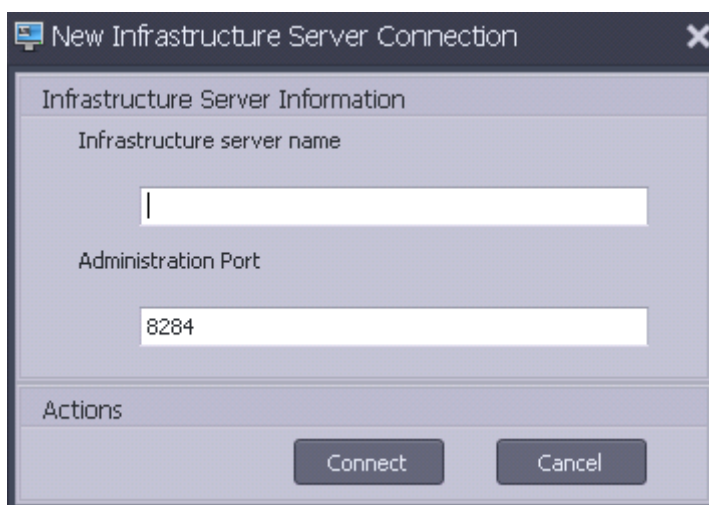 New Infrastructure Server Connection
Infrastructure Server Information
Infrastructure server name
Administration Port
8284
Actions
Connect Cancel